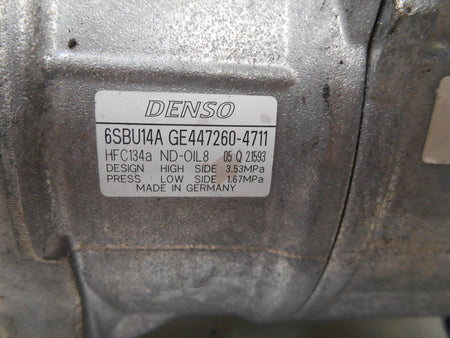 DENSO
6SBU14A GE447260-4711
HFC134a ND-OIL8 05 Q 21593
DESIGN HIGH SIDE 3.53MPa
PRESS LOW SIDE 1.67MPa
MADE IN GERMANY